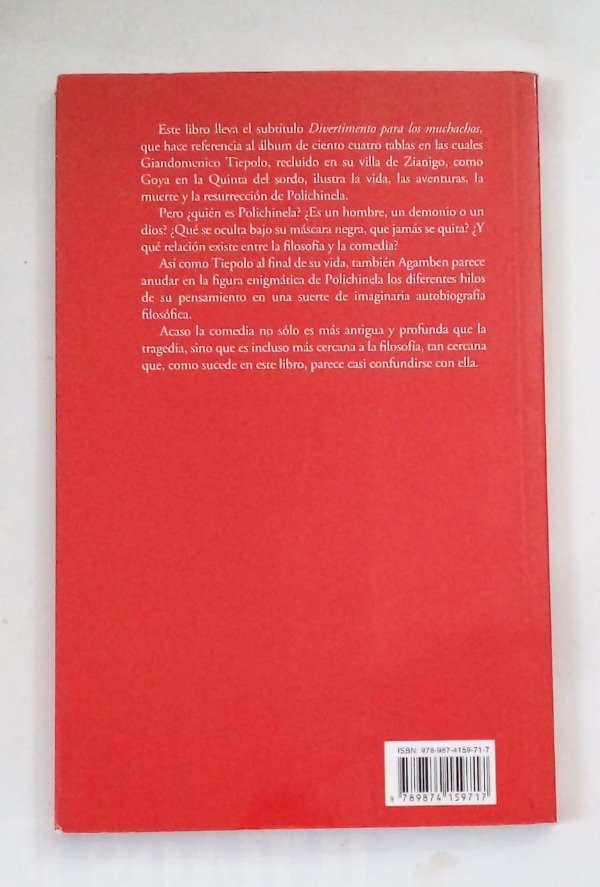 Este libro lleva el subtítulo Divertimento para los muchachos,
que hace referencia al álbum de ciento cuatro tablas en las cuales
Giandomenico Tiepolo, recluido en su villa de Zianigo, como
Goya en la Quinta del sordo, ilustra la vida, las aventuras, la
muerte y la resurrección de Polichinela.
Pero ¿quién es Polichinela? ¿Es un hombre, un demonio o un
dios? ¿Qué se oculta bajo su máscara negra, que jamás se quita? ¿Y
qué relación existe entre la filosofía y la comedia?
Así como Tiepolo al final de su vida, también Agamben parece
anudar en la figura enigmática de Polichinela los diferentes hilos
de su pensamiento en una suerte de imaginaria autobiografía
filosófica.
Acaso la comedia no sólo es más antigua y profunda que la
tragedia, sino que es incluso más cercana a la filosofía, tan cercana
que, como sucede en este libro, parece casi confundirse con ella.
ISBN: 978-987-4159-71-7
9 789874 159717